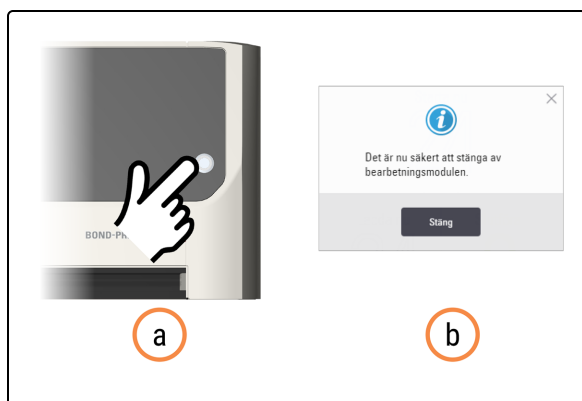 BOND-PR
Det är nu säkert att stänga av
bearbetningsmodulen.
Stäng
a
b